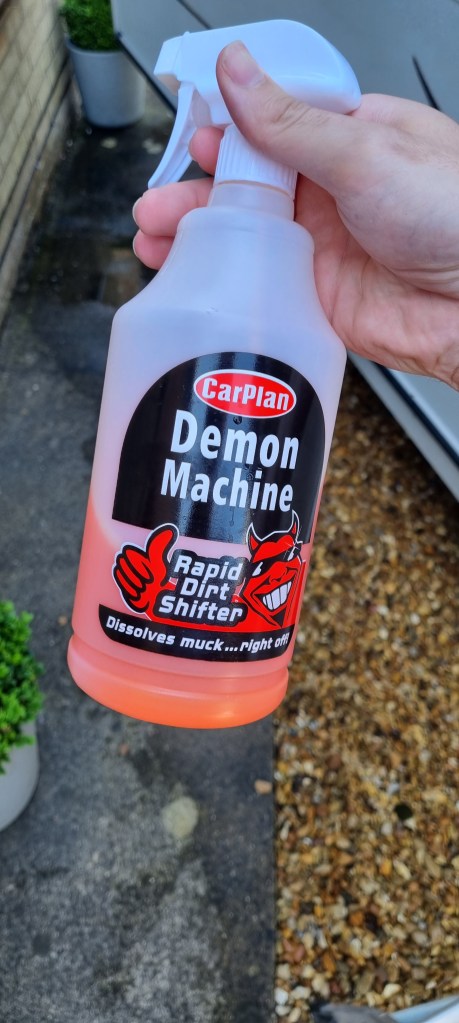 CarPlan
Demon
Machine
Rapid
Dirt
Shifter
Dissolves muck...right off!